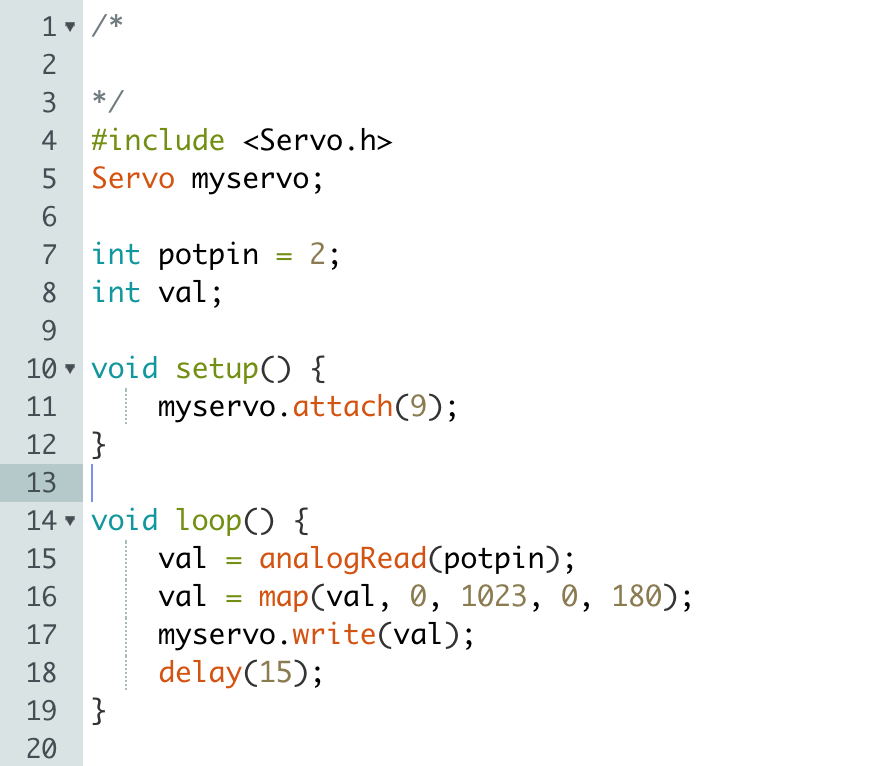 1 /*
2
3 */
4 #include <Servo.h>
5 Servo myservo;
6
7 int potpin = 2;
8 int val;
9
10 void setup() {
11     myservo.attach(9);
12 }
13
14 void loop() {
15     val = analogRead(potpin);
16     val = map(val, 0, 1023, 0, 180);
17     myservo.write(val);
18     delay(15);
19 }
20